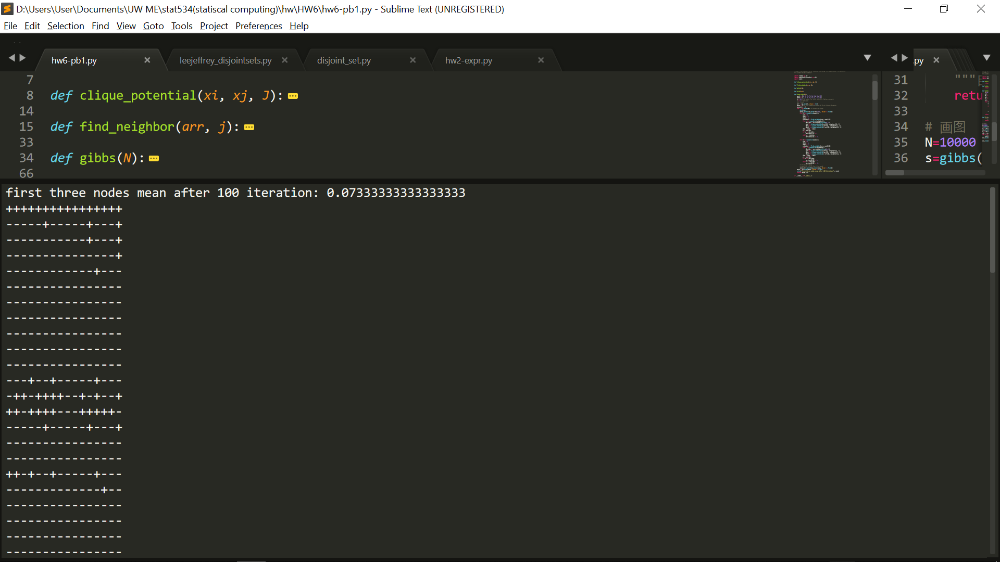 D:\Users\User\Documents\UW ME\stat534(statiscal computing)\hw\HW6\hw6-pb1.py - Sublime Text (UNREGISTERED)
File Edit Selection Find View Goto Tools Project Preferences Help
hw6-pb1.py leejeffrey_disjointsets.py disjoint_set.py hw2-expr.py
7
8 def clique_potential(xi, xj, J):
14
15 def find_neighbor(arr, j):
33
34 def gibbs(N):
66
.py
31 """
32 retu
33
34 # 画图
35 N=10000
36 s=gibbs(
first three nodes mean after 100 iteration: 0.07333333333333333
++++++++++++++++
-----+-----+---+
-----------+---+
---------------+
------------+---
----------------
----------------
----------------
----------------
----------------
----------------
---+--+-----+---
-++-++++--+-+--+
++-++++---+++++-
-----+-----+---+
----------------
----------------
++-+--+-----+---
-------------+--
----------------
----------------
----------------
----------------